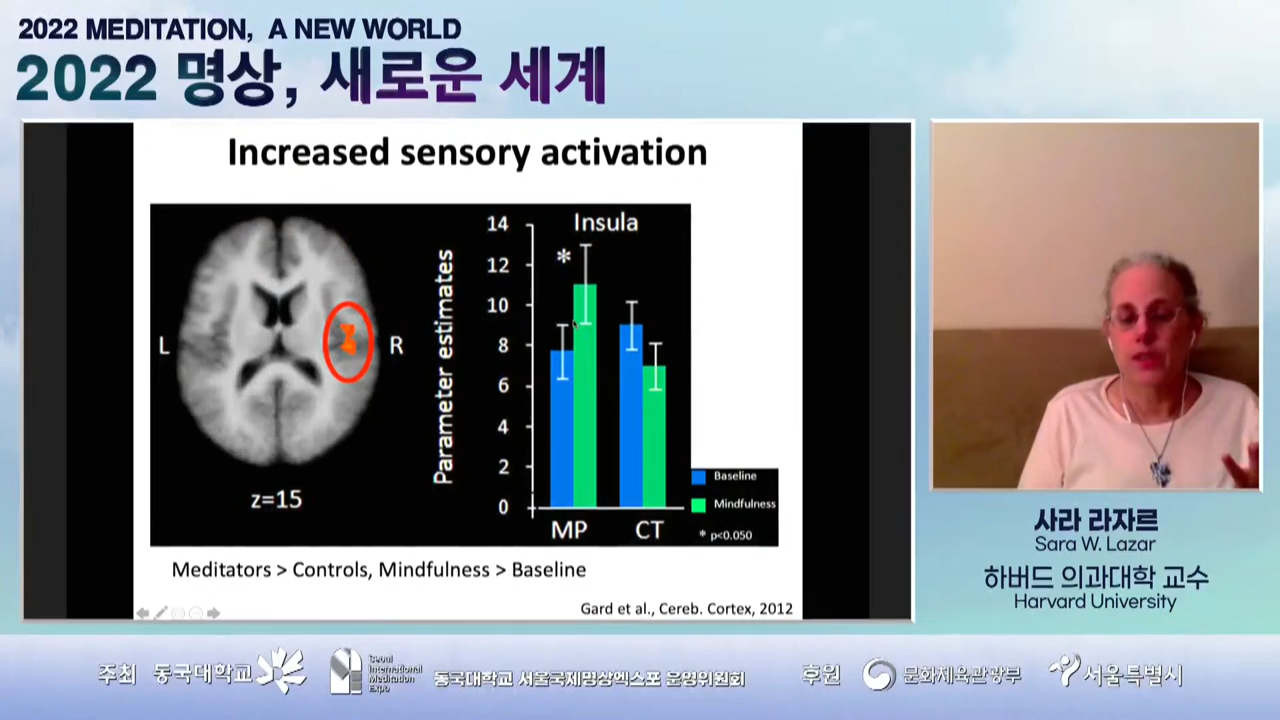 2022 MEDITATION, A NEW WORLD
2022 명상, 새로운 세계
Increased sensory activation
L
R
z=15
Parameter estimates
Insula
14
12
10
8
6
4
2
0
*
MP
CT
Baseline
Mindfulness
* p<0.050
Meditators > Controls, Mindfulness > Baseline
Gard et al., Cereb. Cortex, 2012
사라 라자르
Sara W. Lazar
하버드 의과대학 교수
Harvard University
주최 동국대학교
Seoul
International
Meditation
Expo
동국대학교 서울국제명상엑스포 운영위원회
후원 문화체육관광부 서울특별시